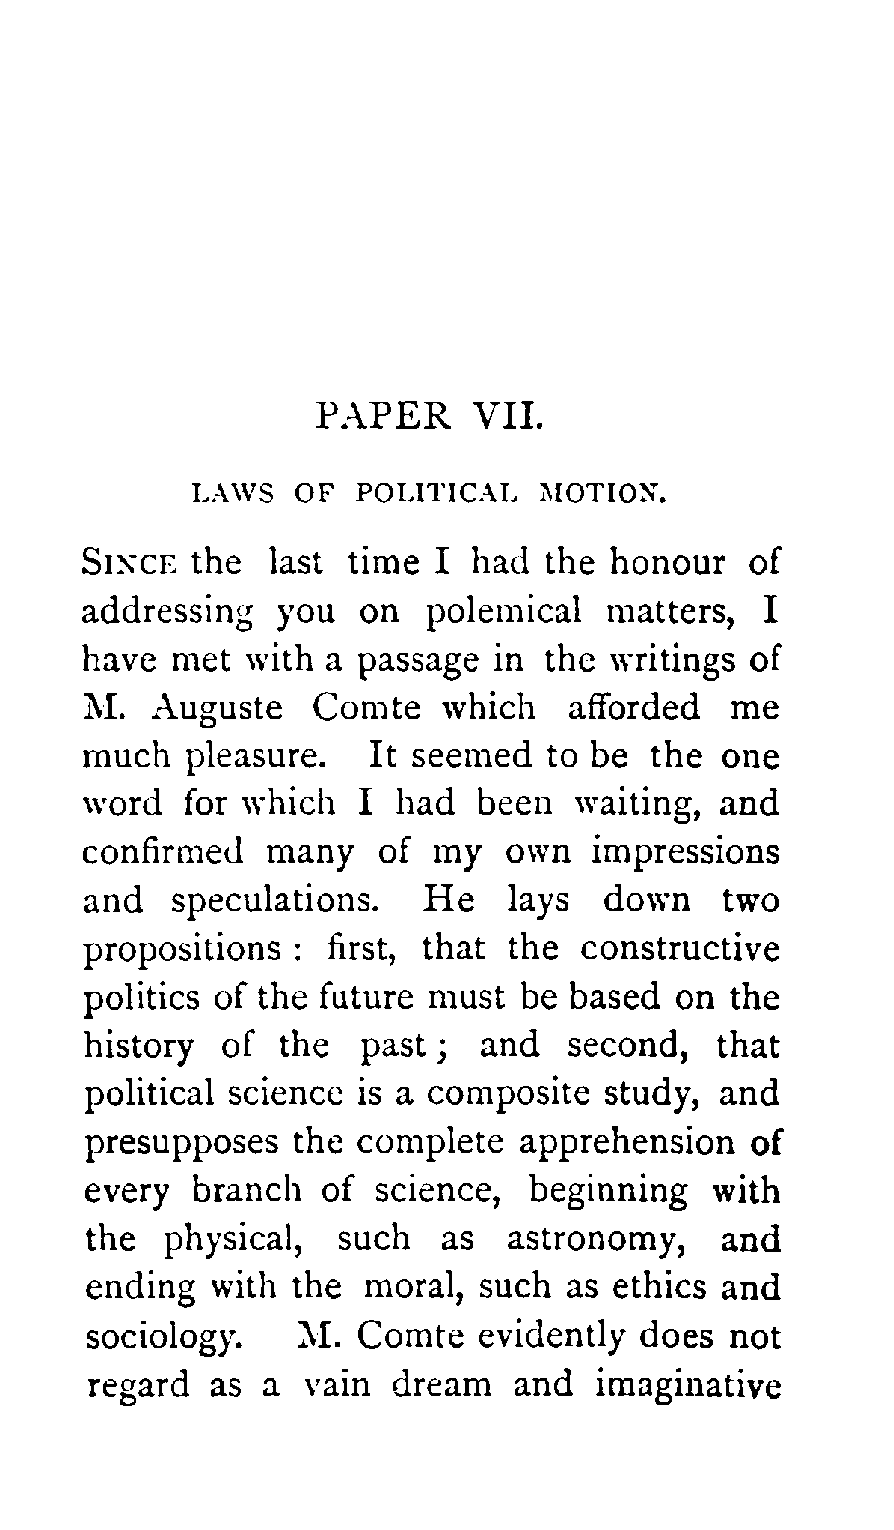 PAPER VII.
LAWS OF POLITICAL MOTION.
SINCE the last time I had the honour of
addressing you on polemical matters, I
have met with a passage in the writings of
M. Auguste Comte which afforded me
much pleasure. It seemed to be the one
word for which I had been waiting, and
confirmed many of my own impressions
and speculations. He lays down two
propositions : first, that the constructive
politics of the future must be based on the
history of the past ; and second, that
political science is a composite study, and
presupposes the complete apprehension of
every branch of science, beginning with
the physical, such as astronomy, and
ending with the moral, such as ethics and
sociology. M. Comte evidently does not
regard as a vain dream and imaginative